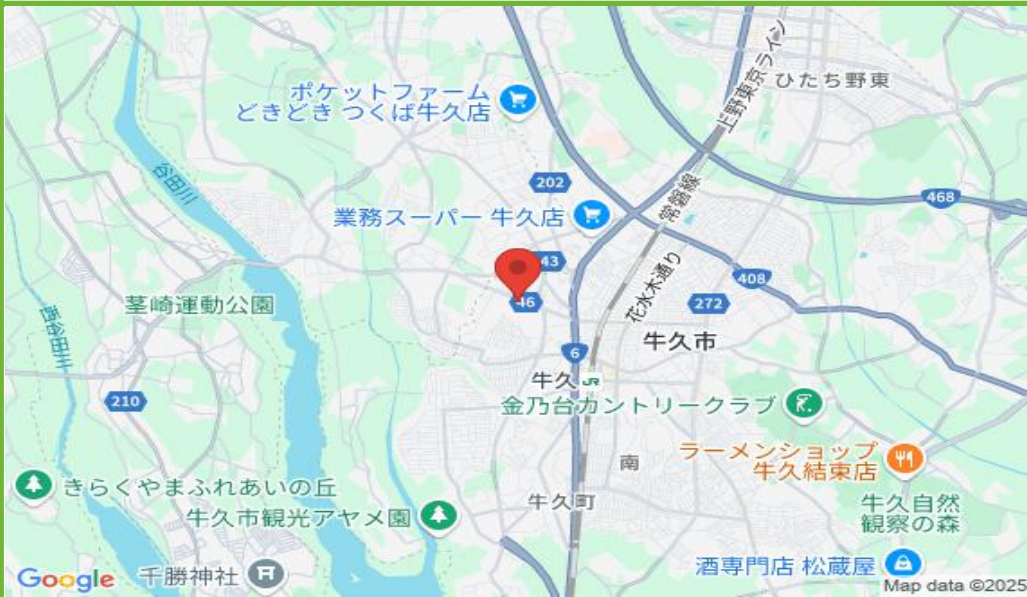 ひたち野東
上野東京ライン
ポケットファーム
どきどき つくば牛久店
谷田川
202
常磐線
468
業務スーパー 牛久店
43
花水木通り
408
茎崎運動公園
46
272
西谷田川
牛久市
6
牛久 JR
210
金乃台カントリークラブ
ラーメンショップ
牛久結束店
南
きらくやまふれあいの丘
牛久町
牛久自然
観察の森
牛久市観光アヤメ園
酒専門店 松蔵屋
千勝神社
Google
Map data ©2025